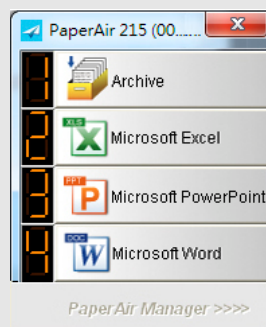 PaperAir 215 (00......
1 Archive
2 XLS Microsoft Excel
3 PPT Microsoft PowerPoint
4 DOC Microsoft Word
PaperAir Manager >>>>